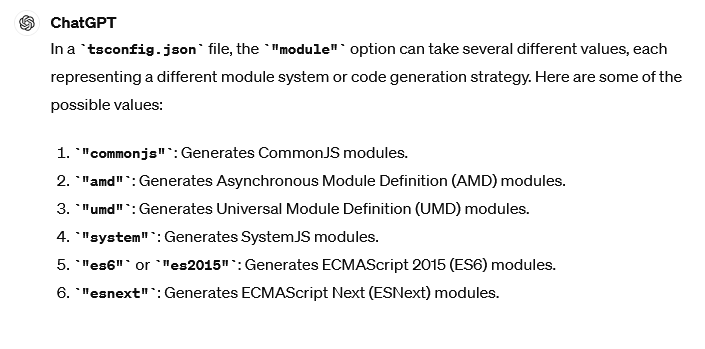 ChatGPT
In a `tsconfig.json` file, the `"module"` option can take several different values, each
representing a different module system or code generation strategy. Here are some of the
possible values:
1. `"commonjs"`: Generates CommonJS modules.
2. `"amd"`: Generates Asynchronous Module Definition (AMD) modules.
3. `"umd"`: Generates Universal Module Definition (UMD) modules.
4. `"system"`: Generates SystemJS modules.
5. `"es6"` or `"es2015"`: Generates ECMAScript 2015 (ES6) modules.
6. `"esnext"`: Generates ECMAScript Next (ESNext) modules.